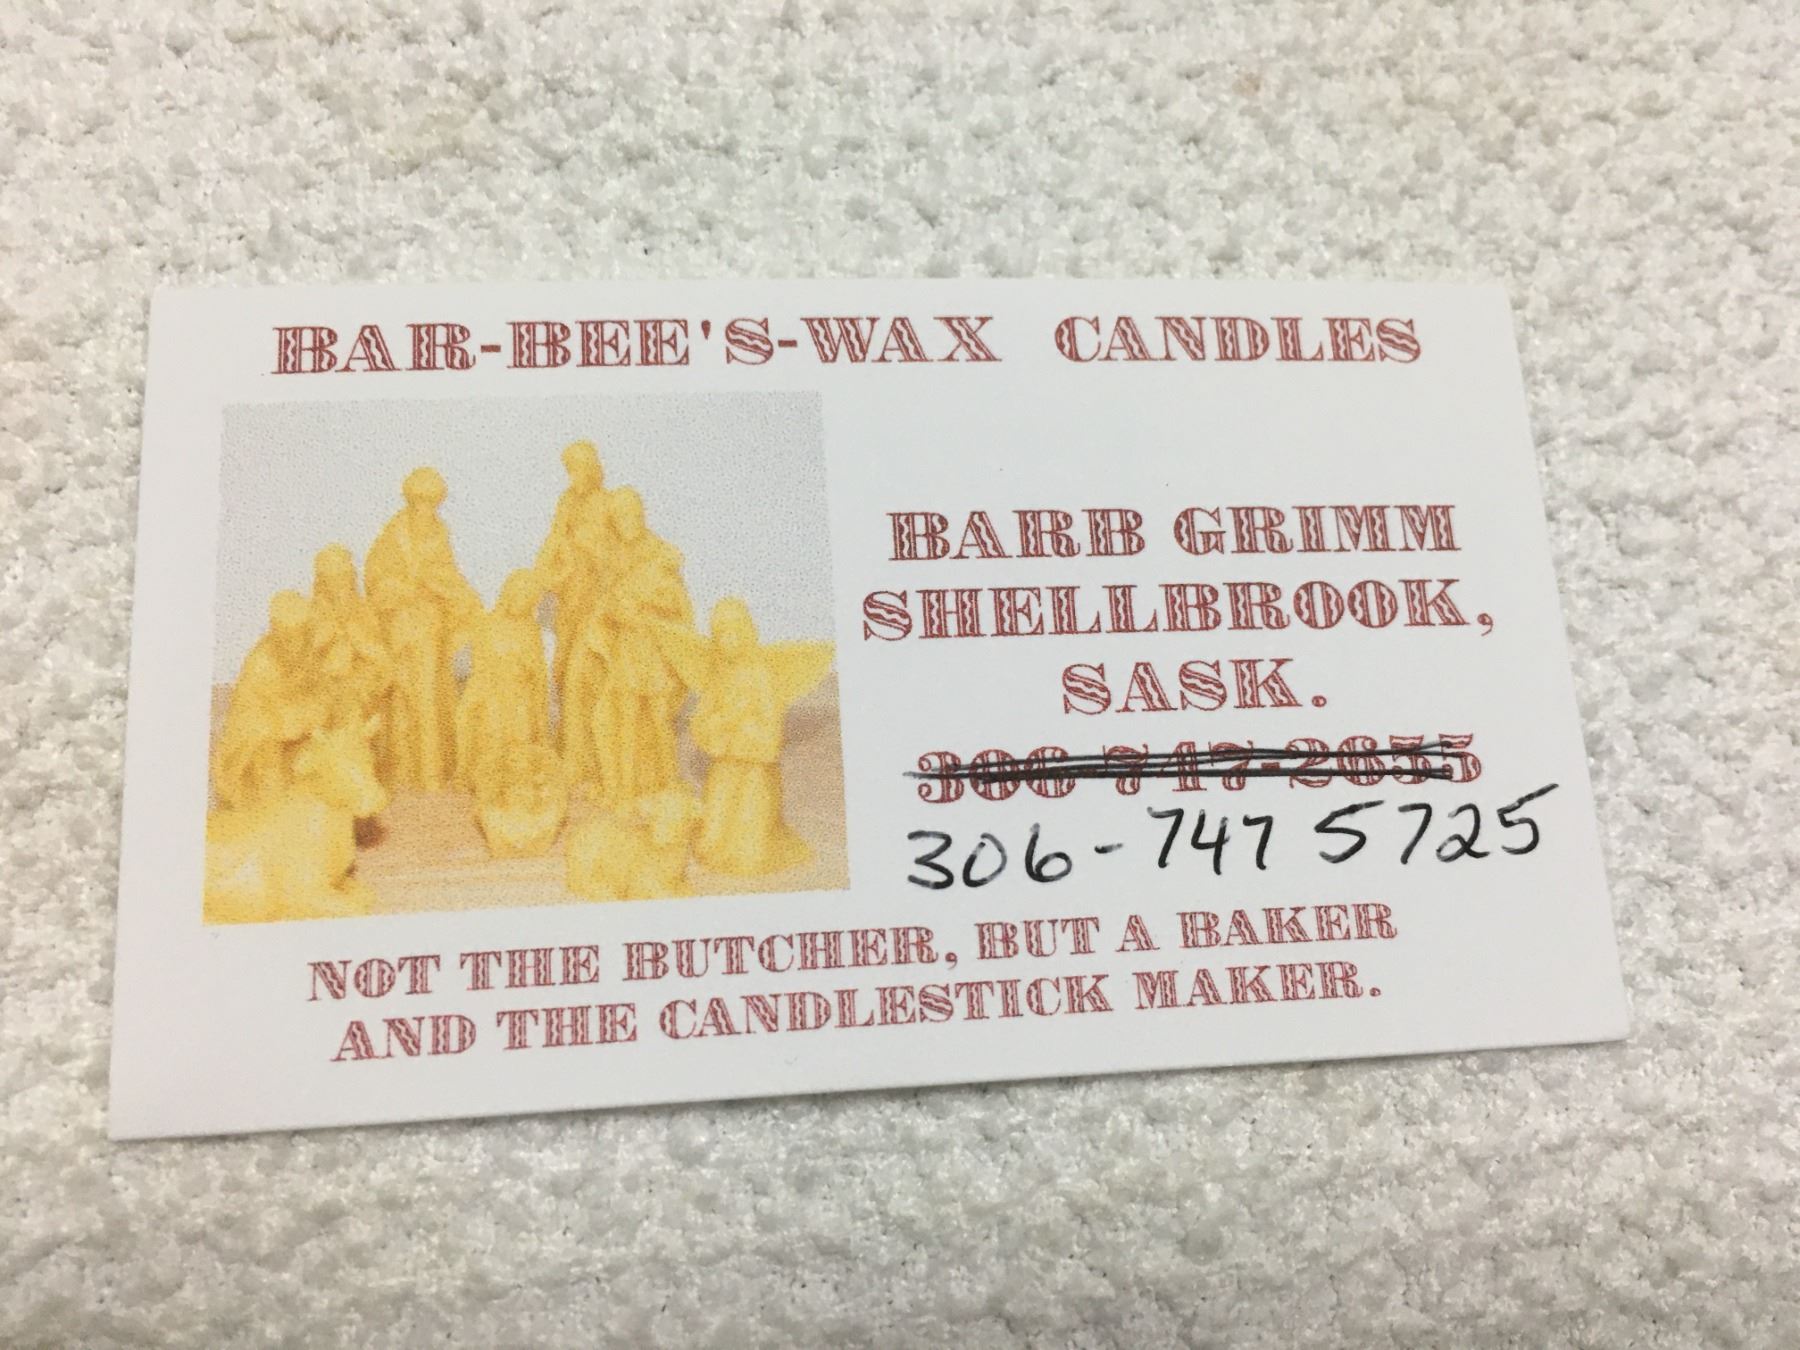 BAR-BEE'S-WAX CANDLES
BARB GRIMM
SHELLBROOK,
SASK.
306-747-2655
306-747 5725
NOT THE BUTCHER, BUT A BAKER
AND THE CANDLESTICK MAKER.